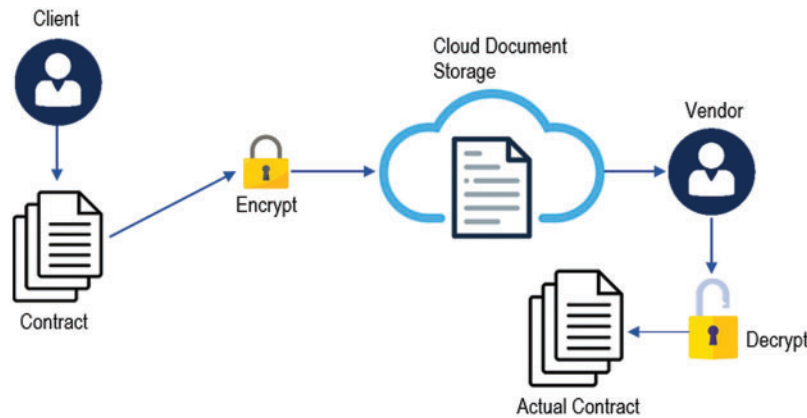 Client
Cloud Document
Storage
Vendor
Encrypt
Contract
Decrypt
Actual Contract